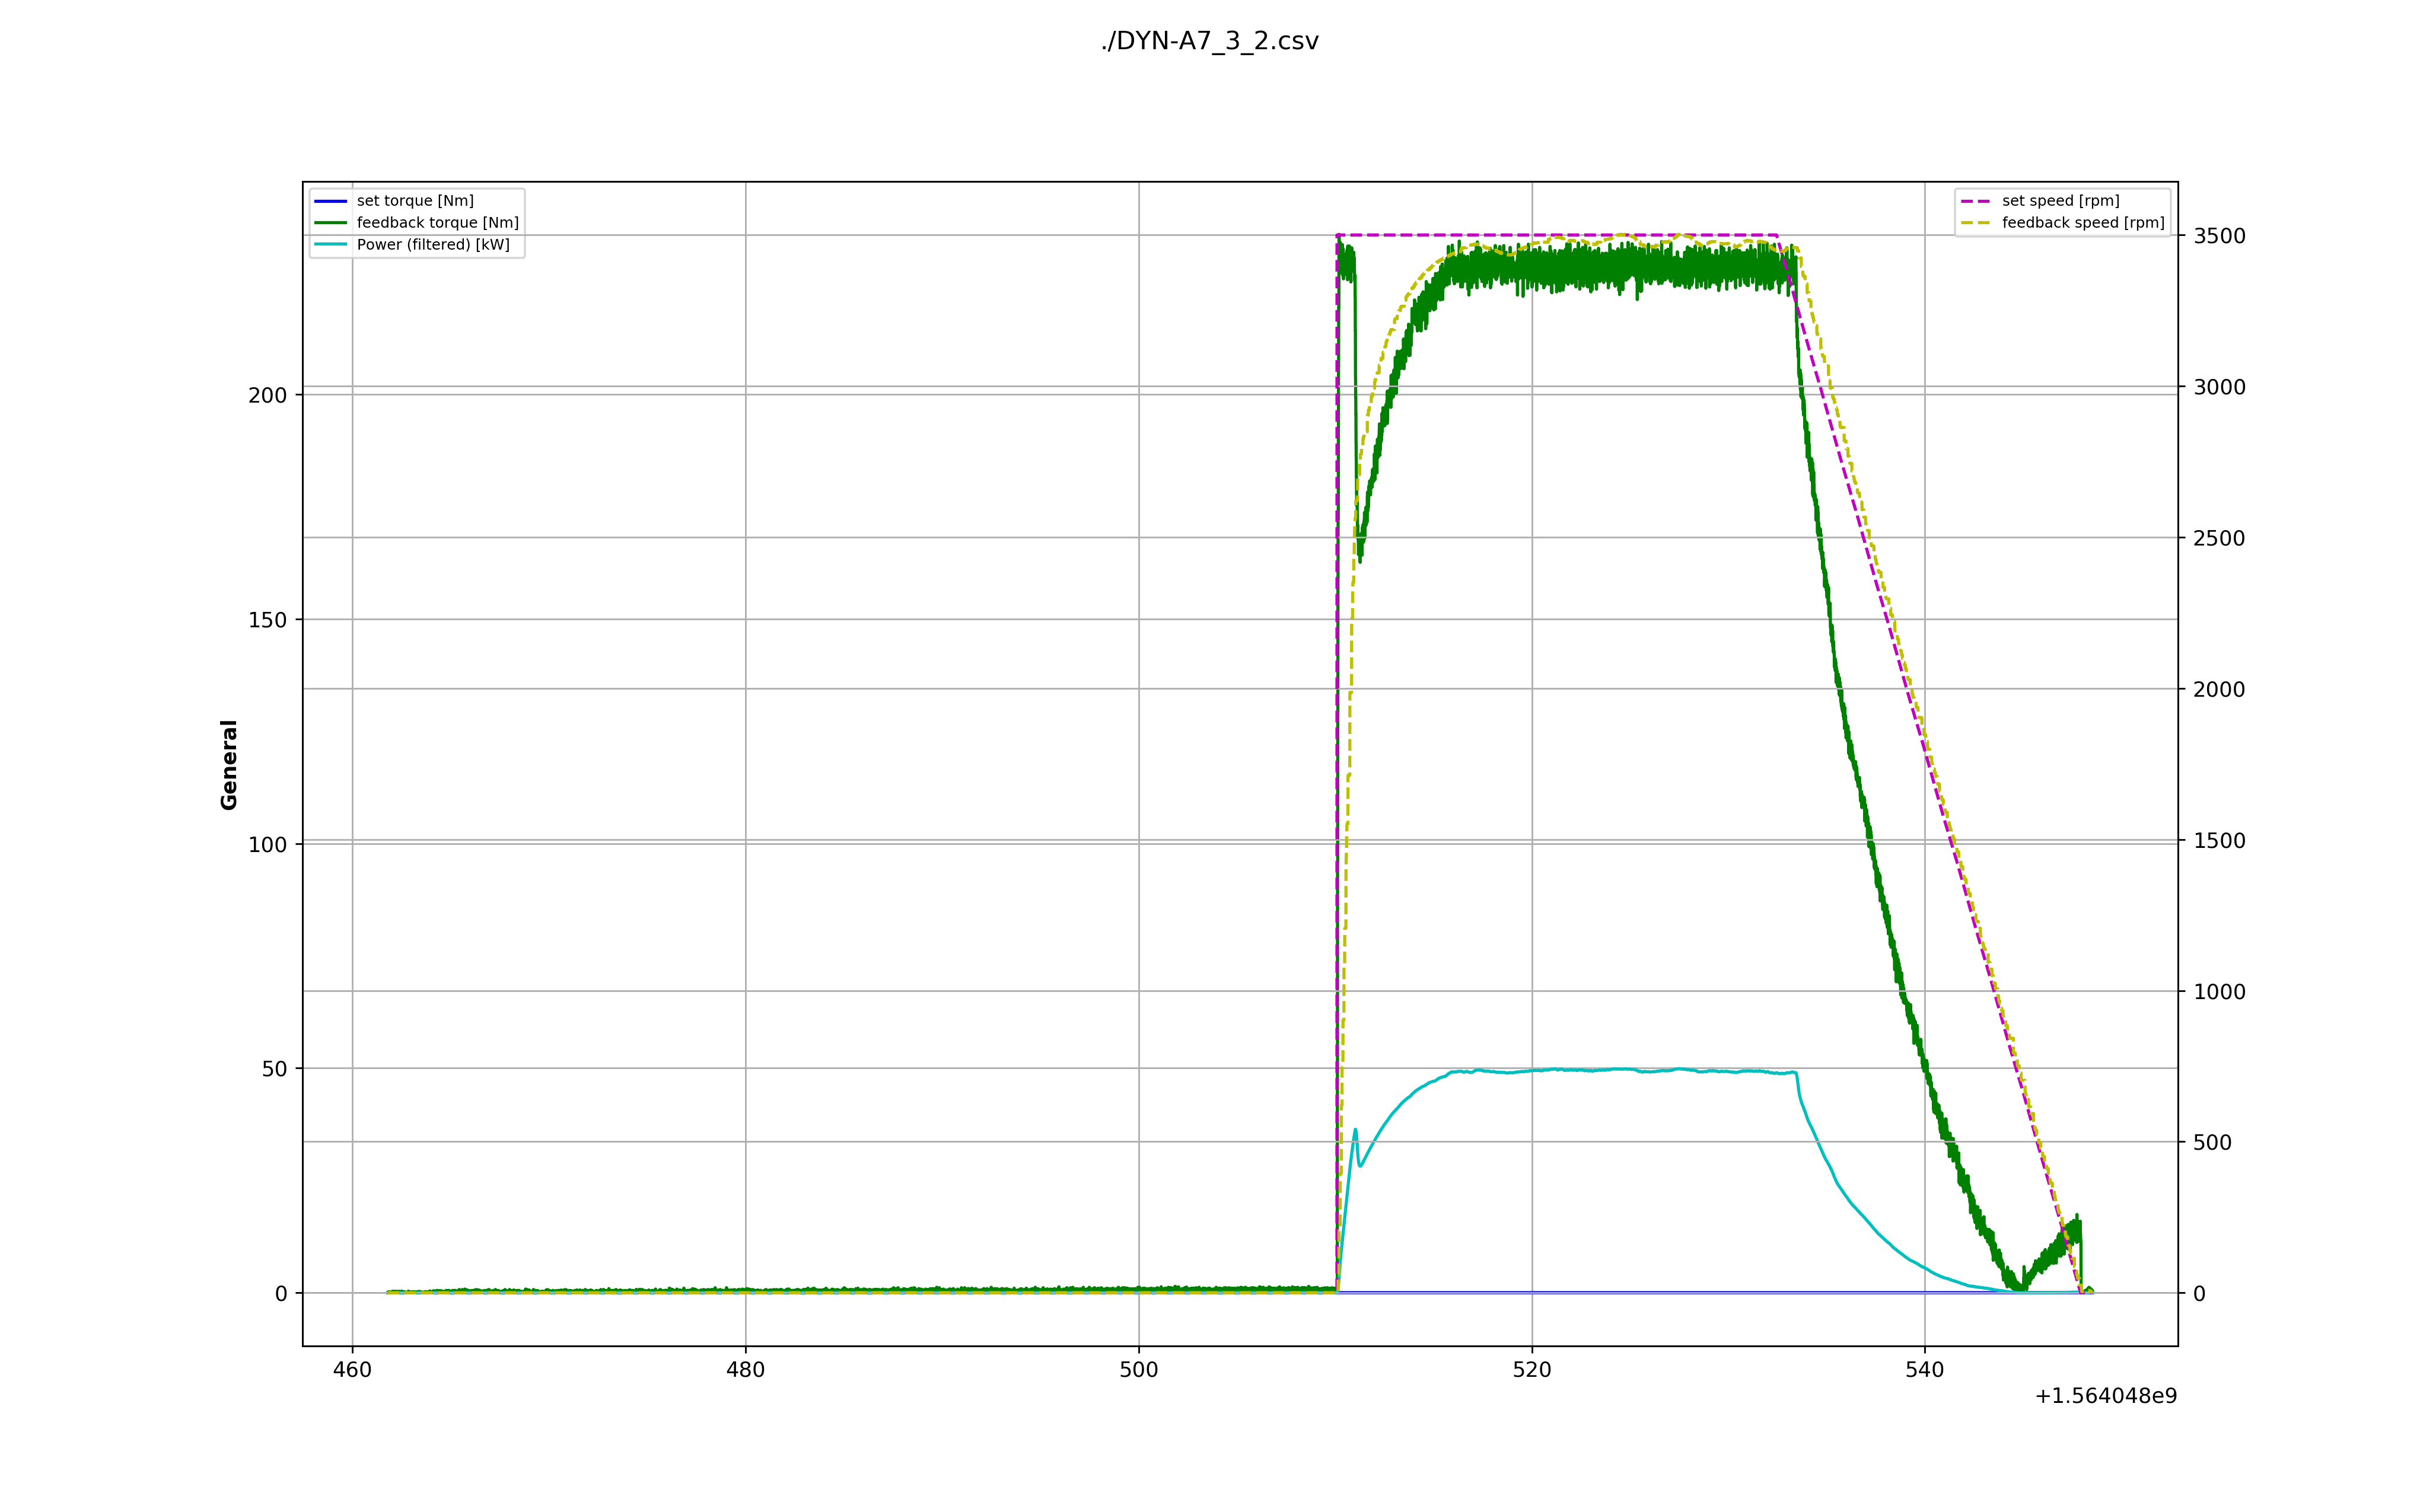 ./DYN-A7_3_2.csv
set torque [Nm]
feedback torque [Nm]
Power (filtered) [kW]
set speed [rpm]
feedback speed [rpm]
General
200
150
100
50
0
3500
3000
2500
2000
1500
1000
500
0
460 480 500 520 540
+1.564048e9